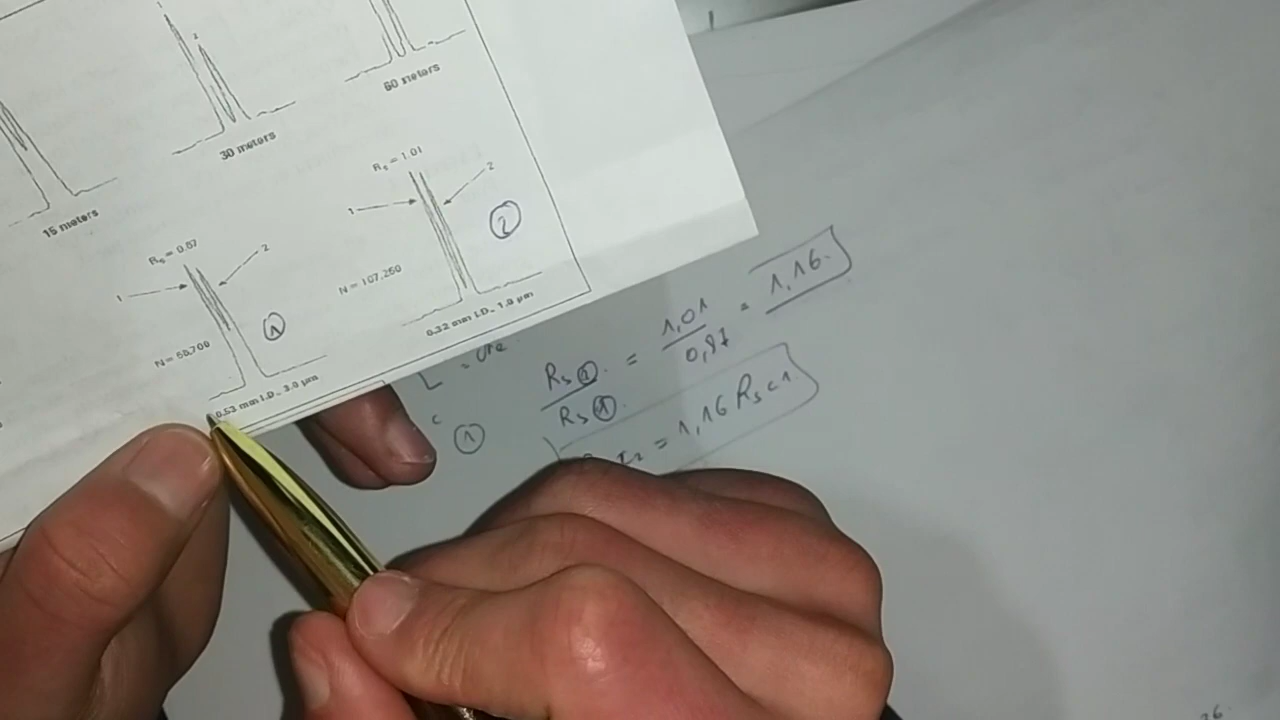 2
60 meters
30 meters
15 meters
Rs = 1.01
1
2
②
N = 107,250
0.32 mm I.D., 1.0 µm
Rs = 0.87
1
2
①
0.53 mm I.D., 3.0 µm
L
①
Rs
Rs ①
= 1,01
0,87
= 1,16.
= 1,16 Rs c1
26.